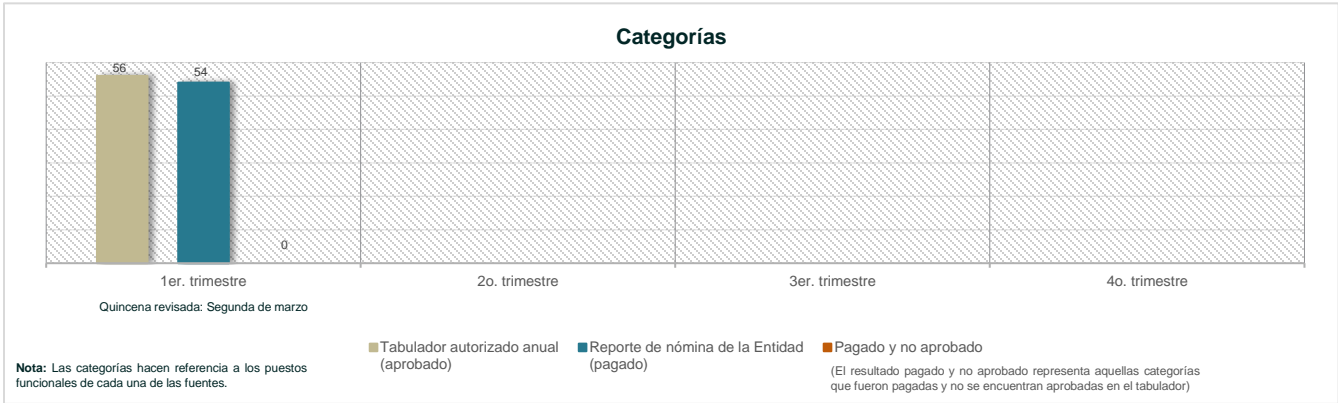 Categorías
56
54
0
1er. trimestre
2o. trimestre
3er. trimestre
4o. trimestre
Quincena revisada: Segunda de marzo
Tabulador autorizado anual
(aprobado)
Reporte de nómina de la Entidad
(pagado)
Pagado y no aprobado
(El resultado pagado y no aprobado representa aquellas categorías
que fueron pagadas y no se encuentran aprobadas en el tabulador)
Nota: Las categorías hacen referencia a los puestos
funcionales de cada una de las fuentes.